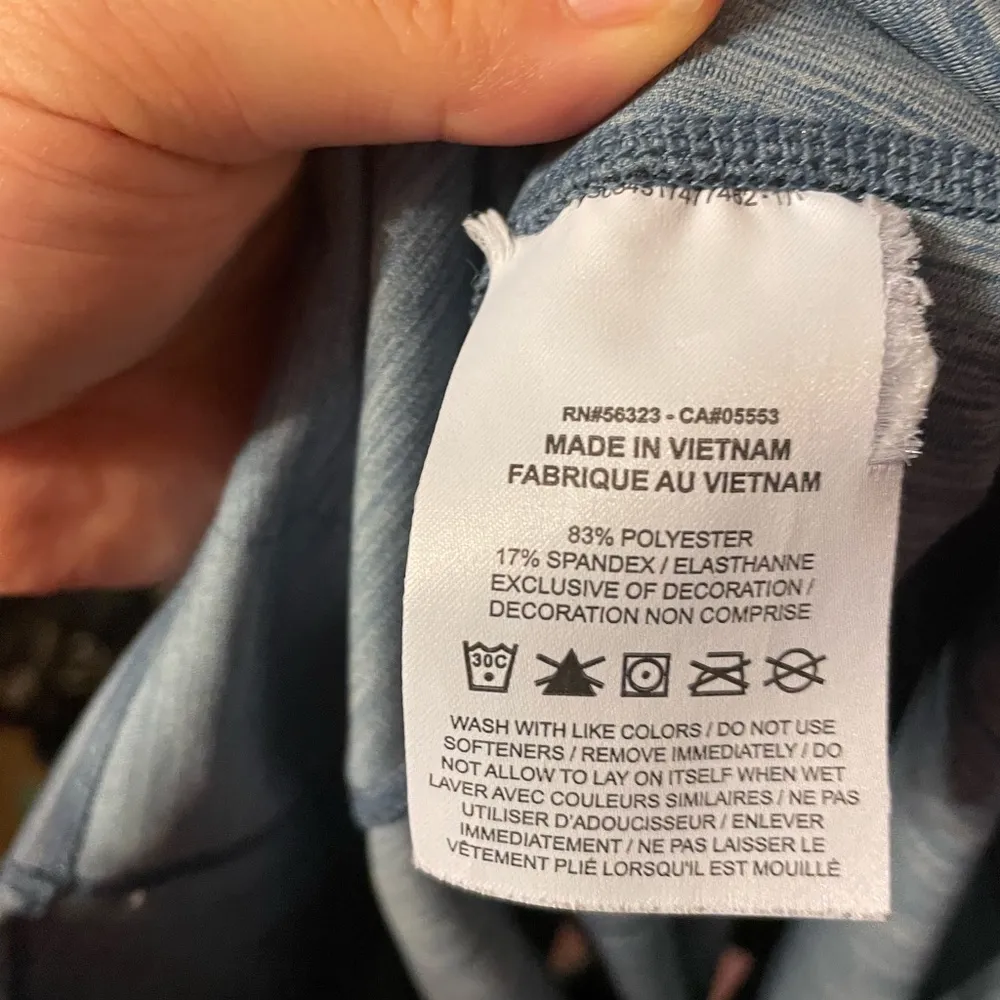 RN#56323 - CA#05553
MADE IN VIETNAM
FABRIQUE AU VIETNAM
83% POLYESTER
17% SPANDEX / ELASTHANNE
EXCLUSIVE OF DECORATION /
DECORATION NON COMPRISE
30C
WASH WITH LIKE COLORS / DO NOT USE
SOFTENERS / REMOVE IMMEDIATELY / DO
NOT ALLOW TO LAY ON ITSELF WHEN WET
LAVER AVEC COULEURS SIMILAIRES / NE PAS
UTILISER D'ADOUCISSEUR / ENLEVER
IMMEDIATEMENT / NE PAS LAISSER LE
VÊTEMENT PLIÉ LORSQU'IL EST MOUILLÉ